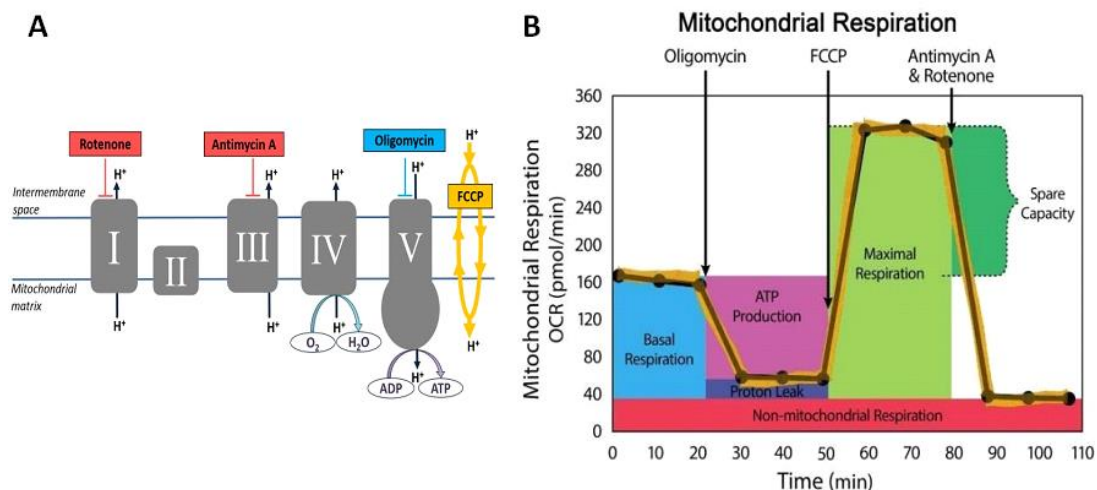 A
Rotenone
Antimycin A
Oligomycin
H⁺
H⁺
H⁺
H⁺
H⁺
H⁺
Intermembrane
space
FCCP
I
II
III
IV
V
Mitochondrial
matrix
H⁺
H⁺
H⁺
O₂
H₂O
H⁺
H⁺
ADP
ATP
B
Mitochondrial Respiration
Oligomycin
FCCP
Antimycin A
& Rotenone
Mitochondrial Respiration
OCR (pmol/min)
360
320
280
240
200
160
120
80
40
0
Basal
Respiration
ATP
Production
Proton Leak
Maximal
Respiration
Spare
Capacity
Non-mitochondrial Respiration
0 10 20 30 40 50 60 70 80 90 100 110
Time (min)